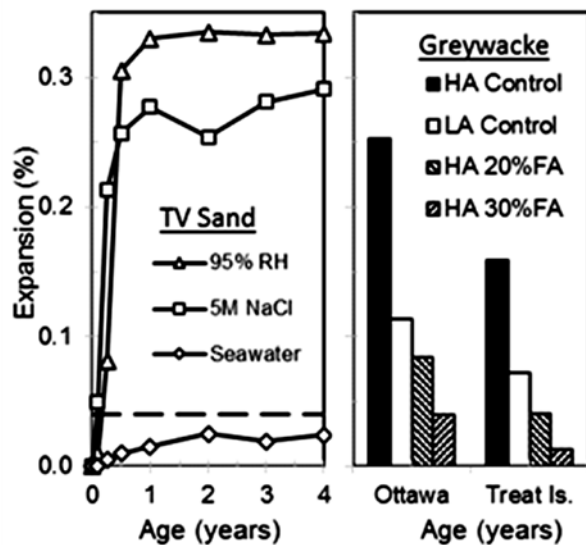 Expansion (%)
0.3
0.2
0.1
0.0
TV Sand
95% RH
5M NaCl
Seawater
0 1 2 3 4
Age (years)
Greywacke
HA Control
LA Control
HA 20%FA
HA 30%FA
Ottawa Treat Is.
Age (years)